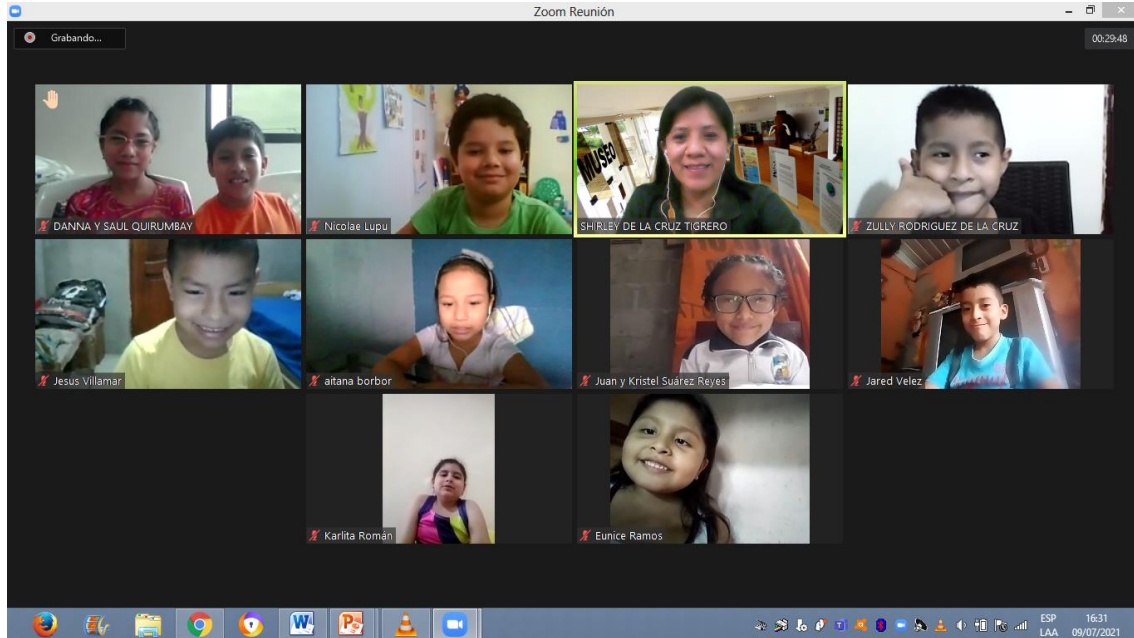 Zoom Reunión
Grabando...
00:29:48
MUSEO
DANNA Y SAUL QUIRUMBAY
Nicolae Lupu
SHIRLEY DE LA CRUZ TIGRERO
ZULLY RODRIGUEZ DE LA CRUZ
Jesus Villamar
aitana borbor
Juan y Kristel Suárez Reyes
Jared Velez
Karlita Román
Eunice Ramos
ESP
LAA
16:31
09/07/2021